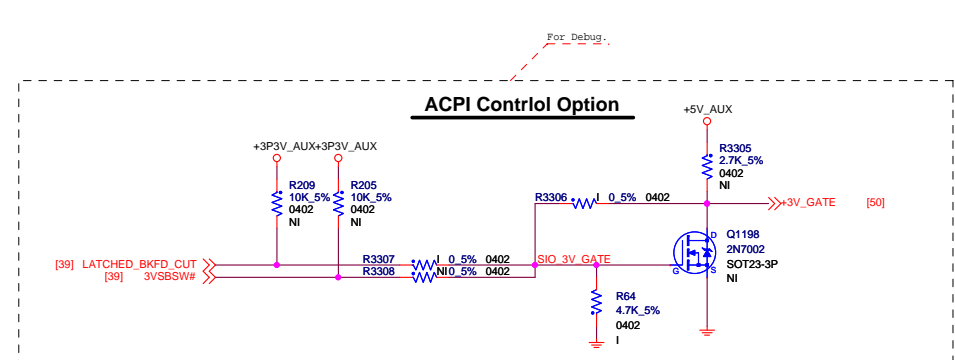 For Debug.
ACPI Contrlol Option
+5V_AUX
+3P3V_AUX+3P3V_AUX
R3305
2.7K_5%
0402
NI
R209
10K_5%
0402
NI
R205
10K_5%
0402
NI
R3306 I 0_5% 0402
+3V_GATE [50]
Q1198
2N7002
SOT23-3P
NI
D
G
S
[39] LATCHED_BKFD_CUT
[39] 3VSBSW#
R3307 I 0_5% 0402
R3308 NI 0_5% 0402
SIO_3V_GATE
R64
4.7K_5%
0402
I